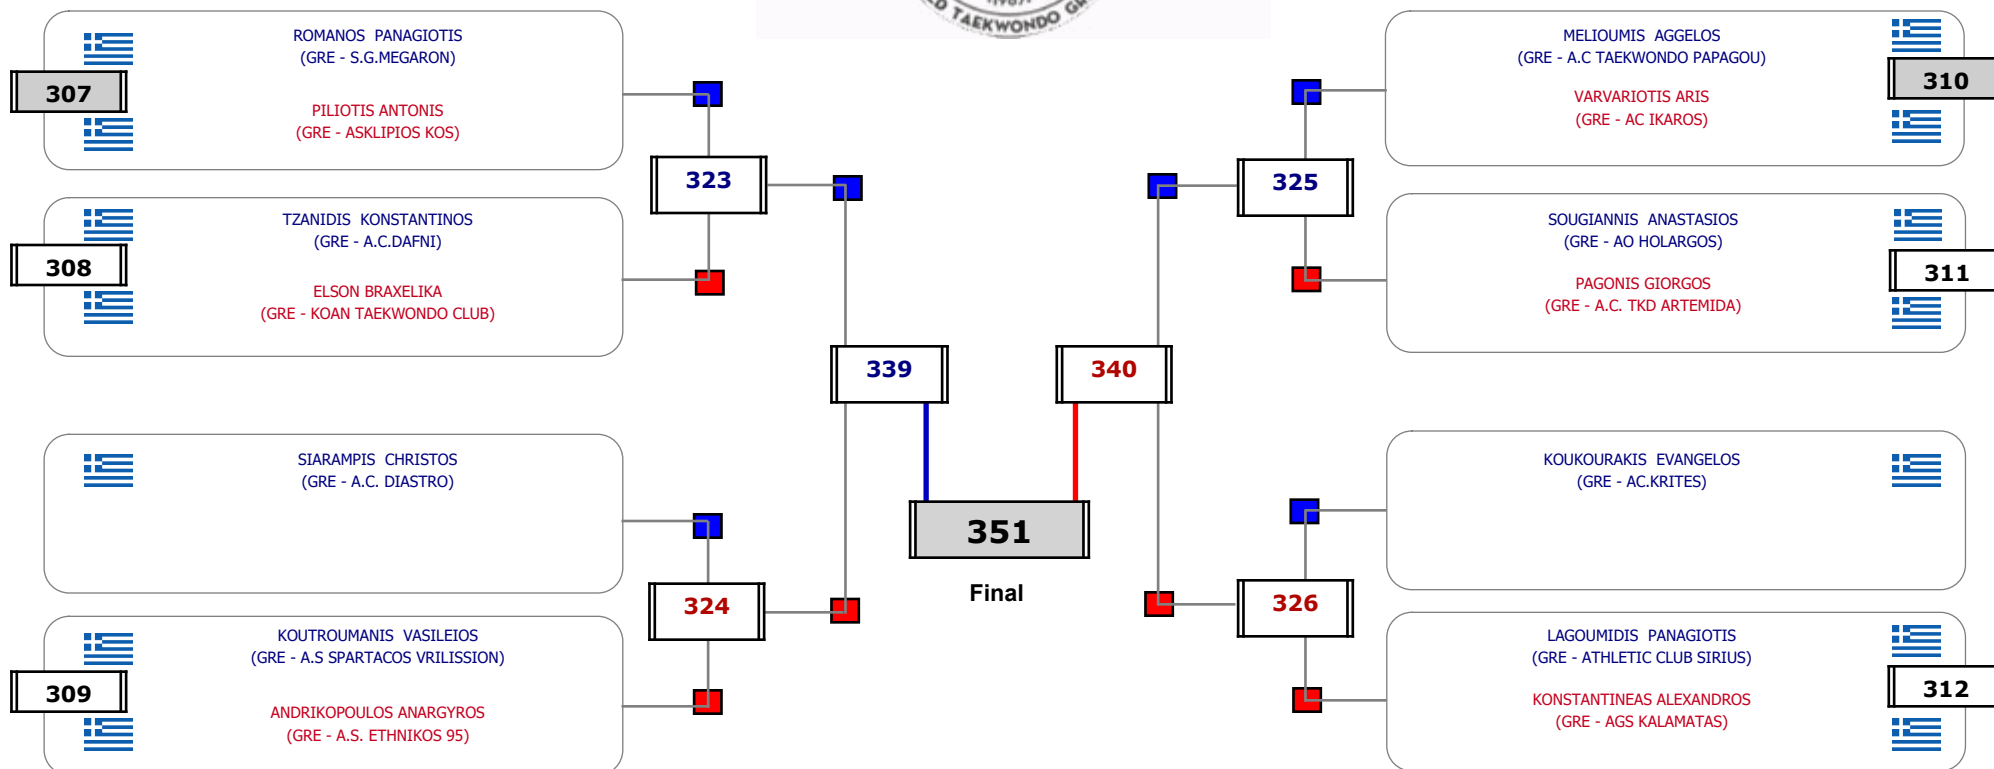 TAEKWONDO
ROMANOS PANAGIOTIS
(GRE - S.G.MEGARON)
307
PILIOTIS ANTONIS
(GRE - ASKLIPIOS KOS)
323
TZANIDIS KONSTANTINOS
(GRE - A.C.DAFNI)
308
ELSON BRAXELIKA
(GRE - KOAN TAEKWONDO CLUB)
339
SIARAMPIS CHRISTOS
(GRE - A.C. DIASTRO)
324
KOUTROUMANIS VASILEIOS
(GRE - A.S SPARTACOS VRILISSION)
309
ANDRIKOPOULOS ANARGYROS
(GRE - A.S. ETHNIKOS 95)
351
Final
MELIOUMIS AGGELOS
(GRE - A.C TAEKWONDO PAPAGOU)
310
VARVARIOTIS ARIS
(GRE - AC IKAROS)
325
SOUGIANNIS ANASTASIOS
(GRE - AO HOLARGOS)
311
PAGONIS GIORGOS
(GRE - A.C. TKD ARTEMIDA)
340
KOUKOURAKIS EVANGELOS
(GRE - AC.KRITES)
326
LAGOUMIDIS PANAGIOTIS
(GRE - ATHLETIC CLUB SIRIUS)
312
KONSTANTINEAS ALEXANDROS
(GRE - AGS KALAMATAS)